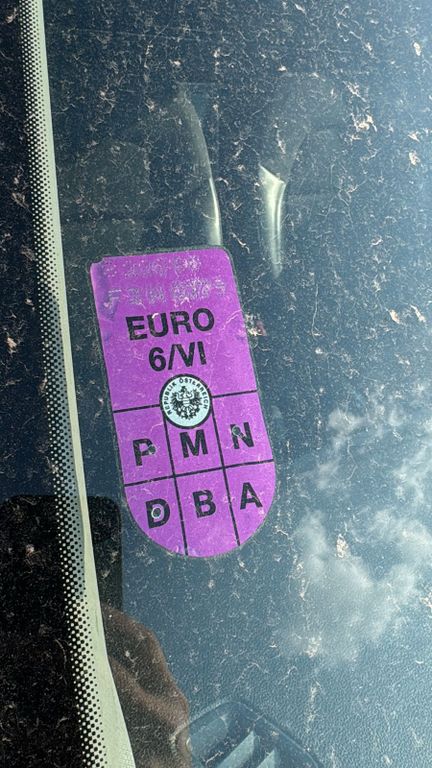 EURO
6/VI
REPUBLIK ÖSTERREICH
P M N
D B A